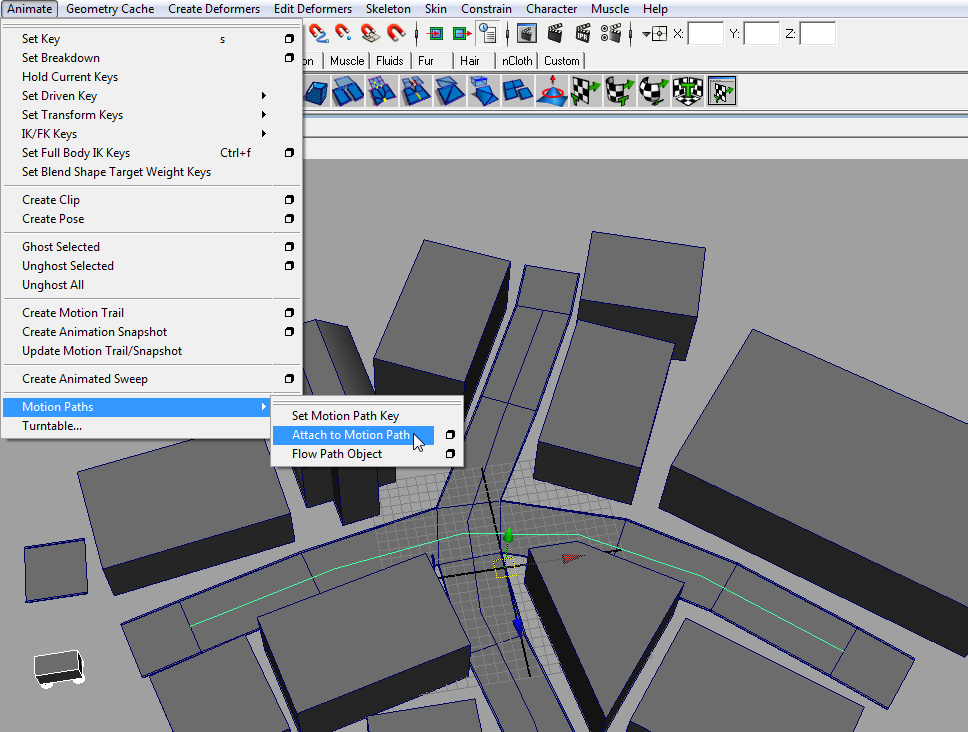 Animate Geometry Cache Create Deformers Edit Deformers Skeleton Skin Constrain Character Muscle Help
X: Y: Z:
on Muscle Fluids Fur Hair nCloth Custom
Set Key s
Set Breakdown
Hold Current Keys
Set Driven Key
Set Transform Keys
IK/FK Keys
Set Full Body IK Keys Ctrl+f
Set Blend Shape Target Weight Keys
Create Clip
Create Pose
Ghost Selected
Unghost Selected
Unghost All
Create Motion Trail
Create Animation Snapshot
Update Motion Trail/Snapshot
Create Animated Sweep
Motion Paths
Turntable...
Set Motion Path Key
Attach to Motion Path
Flow Path Object